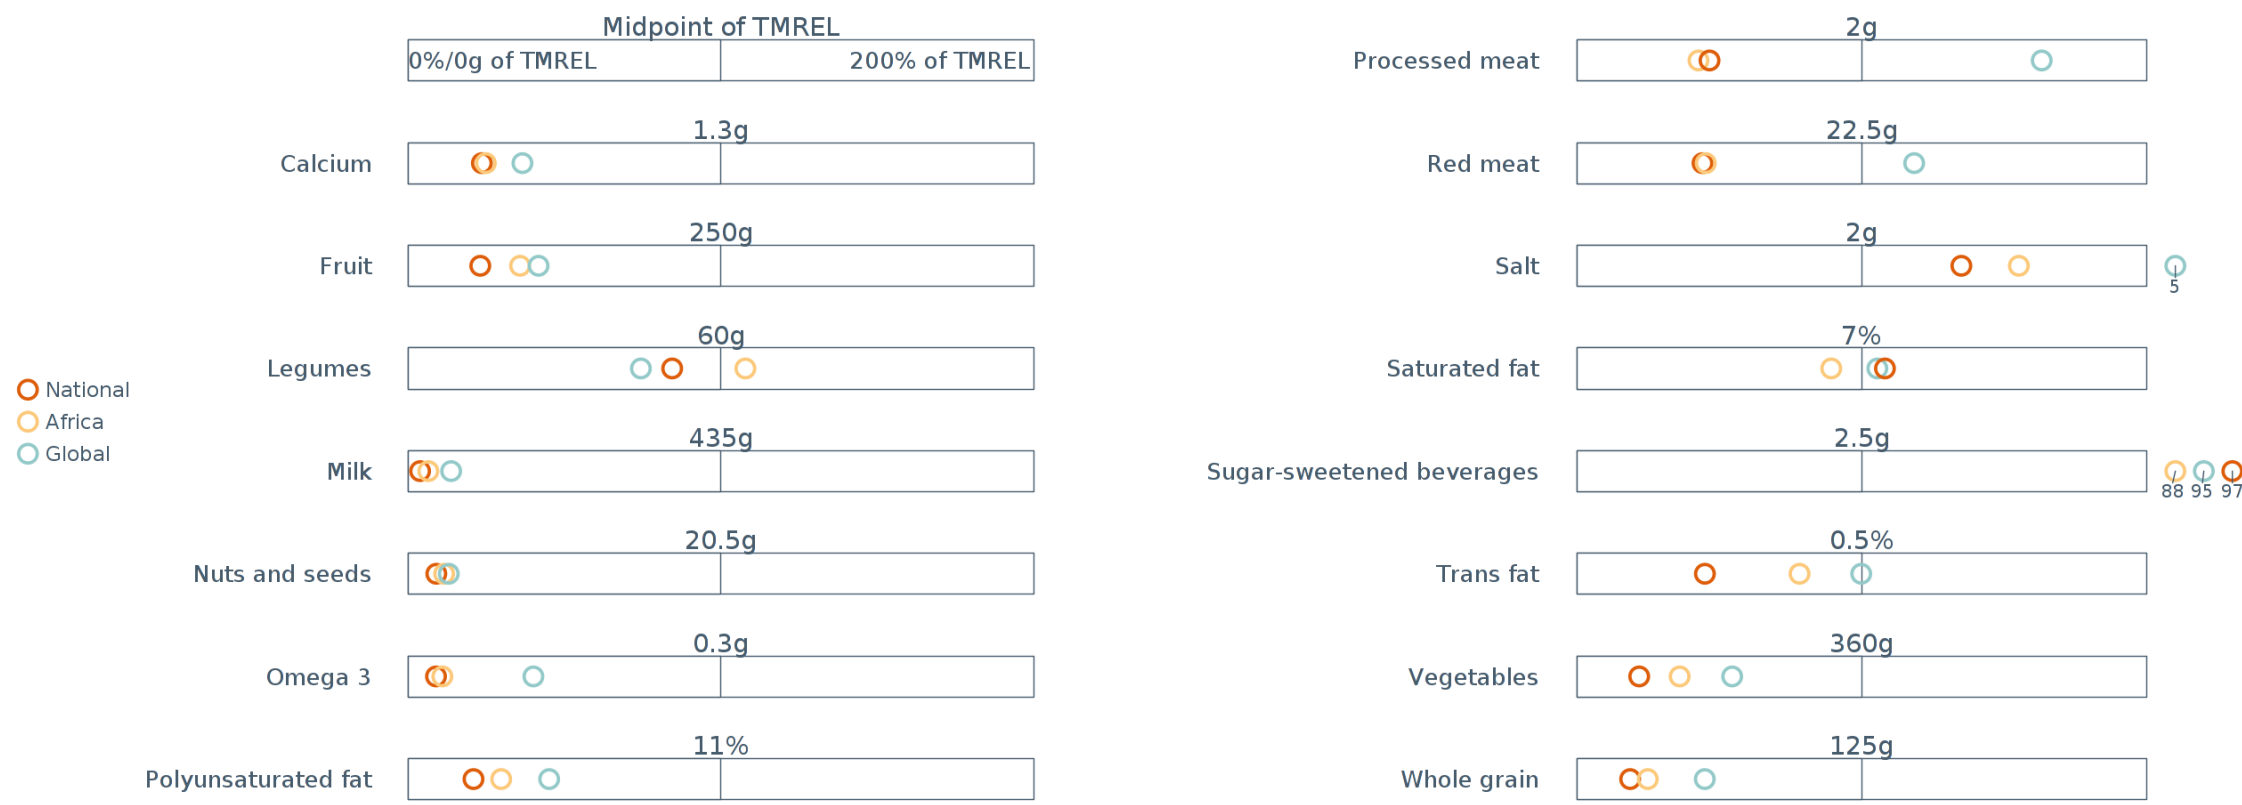 Midpoint of TMREL
0%/0g of TMREL
200% of TMREL
1.3g
Calcium
250g
Fruit
60g
Legumes
435g
Milk
20.5g
Nuts and seeds
0.3g
Omega 3
11%
Polyunsaturated fat
National
Africa
Global
2g
Processed meat
22.5g
Red meat
2g
Salt
5
7%
Saturated fat
2.5g
Sugar-sweetened beverages
88 95 97
0.5%
Trans fat
360g
Vegetables
125g
Whole grain